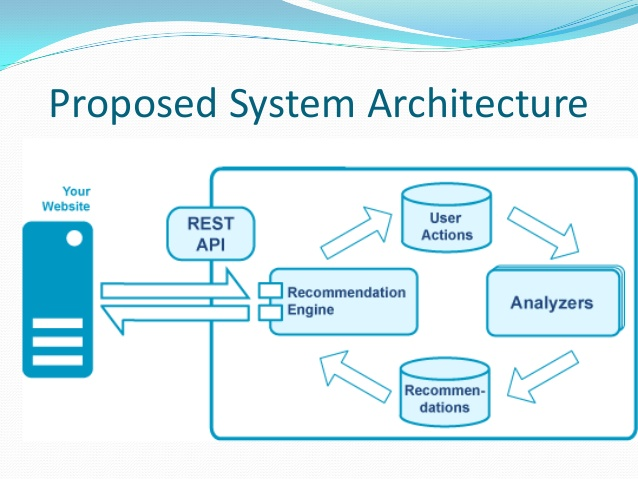 Proposed System Architecture
Your
Website
REST
API
User
Actions
Recommendation
Engine
Analyzers
Recommen-
dations